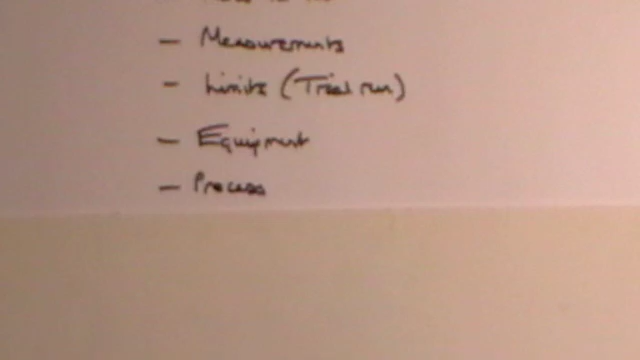 - Measurements
- Limits (Trial run)
- Equipment
- Process